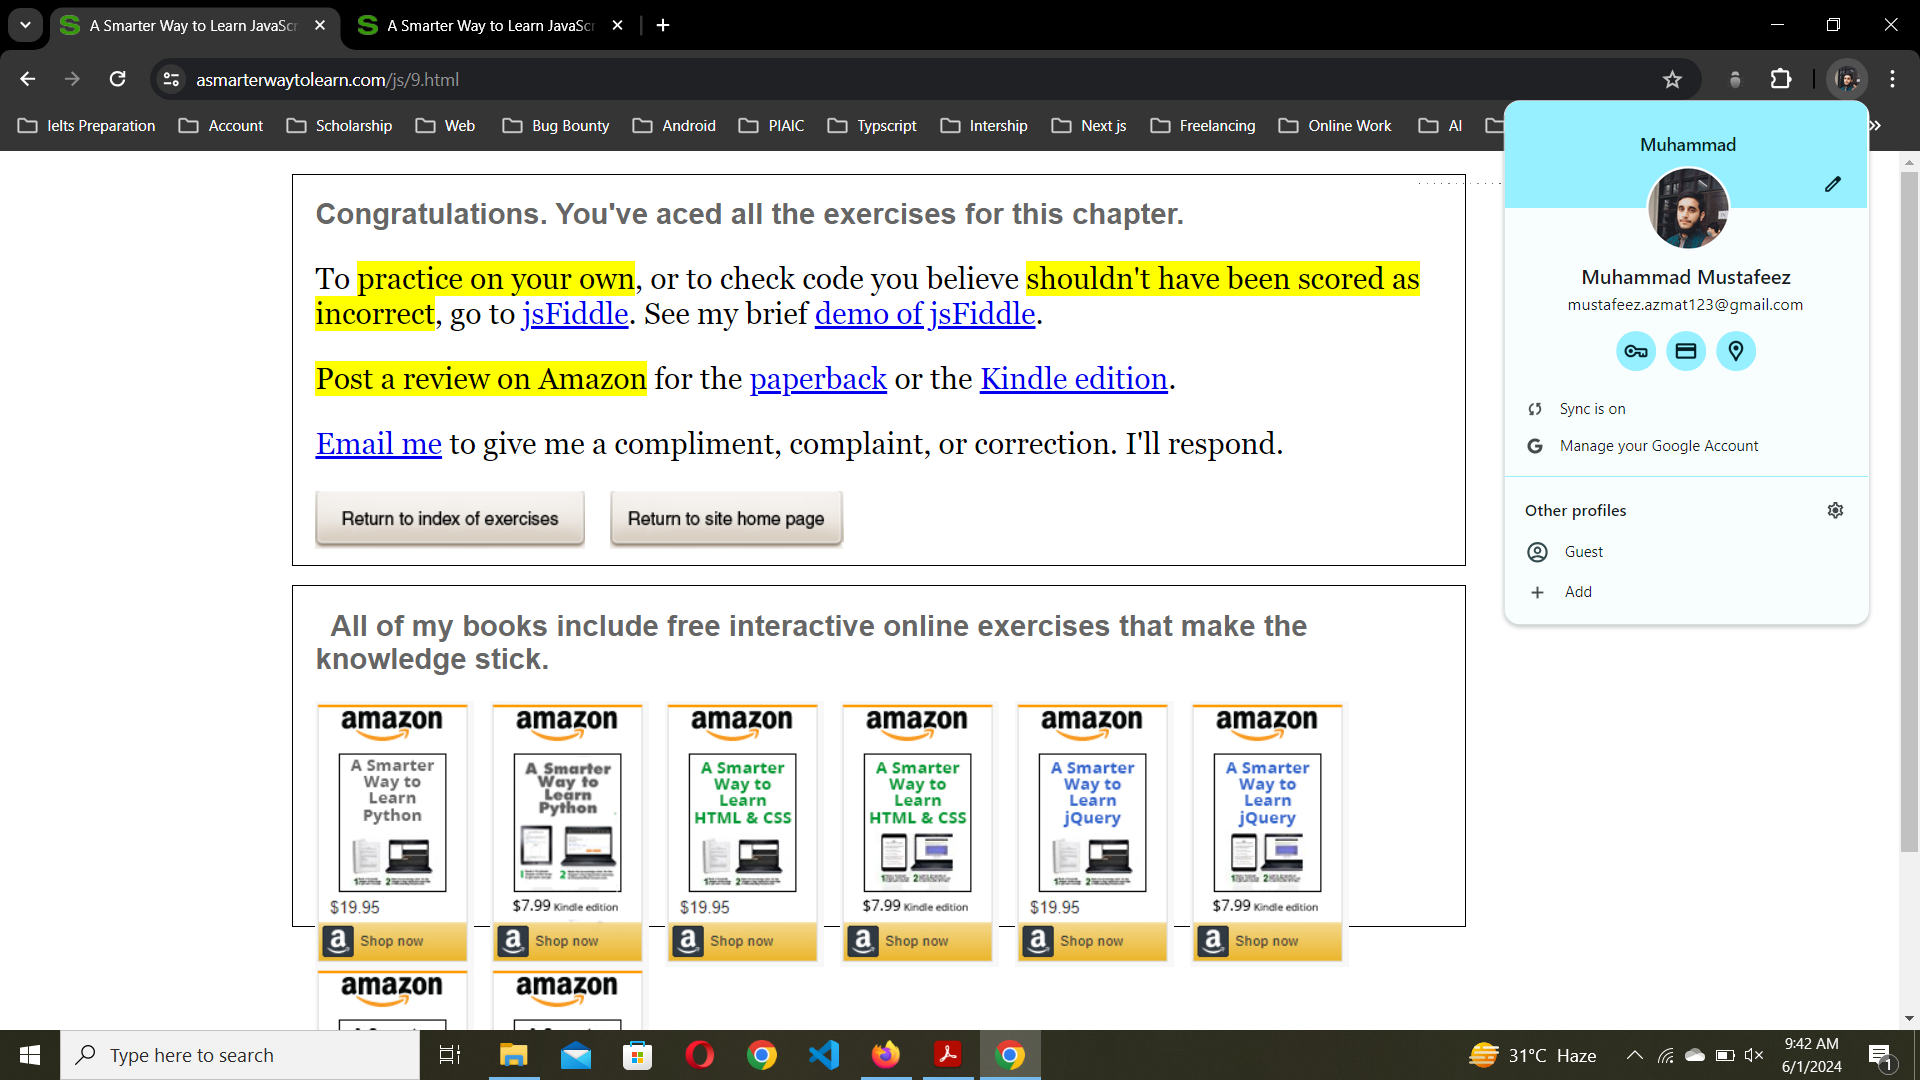 A Smarter Way to Learn JavaScr
A Smarter Way to Learn JavaScr
asmarterwaytolearn.com/js/9.html
Ielts Preparation
Account
Scholarship
Web
Bug Bounty
Android
PIAIC
Typscript
Intership
Next js
Freelancing
Online Work
AI
Muhammad
Muhammad Mustafeez
mustafeez.azmat123@gmail.com
Sync is on
Manage your Google Account
Other profiles
Guest
Add
Congratulations. You've aced all the exercises for this chapter.
To practice on your own, or to check code you believe shouldn't have been scored as
incorrect, go to jsFiddle. See my brief demo of jsFiddle.
Post a review on Amazon for the paperback or the Kindle edition.
Email me to give me a compliment, complaint, or correction. I'll respond.
Return to index of exercises
Return to site home page
All of my books include free interactive online exercises that make the
knowledge stick.
amazon
A Smarter
Way to
Learn
Python
$19.95
Shop now
amazon
A Smarter
Way to
Learn
Python
$7.99 Kindle edition
Shop now
amazon
A Smarter
Way to
Learn
HTML & CSS
$19.95
Shop now
amazon
A Smarter
Way to
Learn
HTML & CSS
$7.99 Kindle edition
Shop now
amazon
A Smarter
Way to
Learn
jQuery
$19.95
Shop now
amazon
A Smarter
Way to
Learn
jQuery
$7.99 Kindle edition
Shop now
amazon
amazon
Type here to search
31°C Haze
9:42 AM
6/1/2024
1